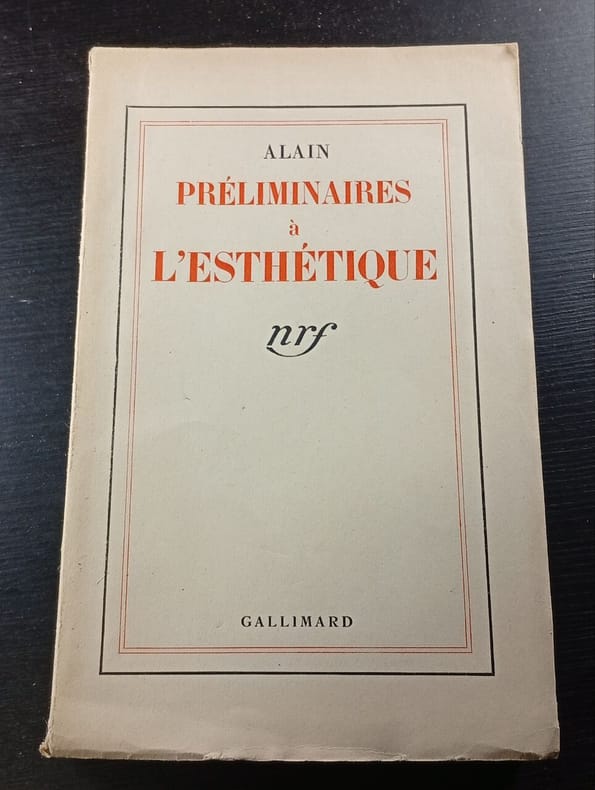 ALAIN
PRÉLIMINAIRES
à
L'ESTHÉTIQUE
nrf
GALLIMARD